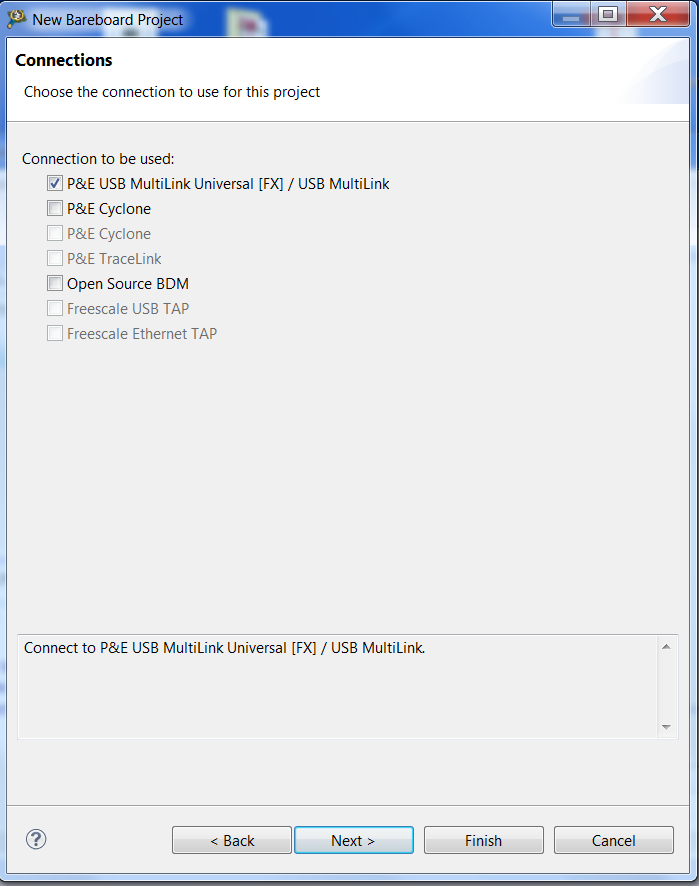 New Bareboard Project
Connections
Choose the connection to use for this project
Connection to be used:
P&E USB MultiLink Universal [FX] / USB MultiLink
P&E Cyclone
P&E Cyclone
P&E TraceLink
Open Source BDM
Freescale USB TAP
Freescale Ethernet TAP
Connect to P&E USB MultiLink Universal [FX] / USB MultiLink.
?
< Back
Next >
Finish
Cancel